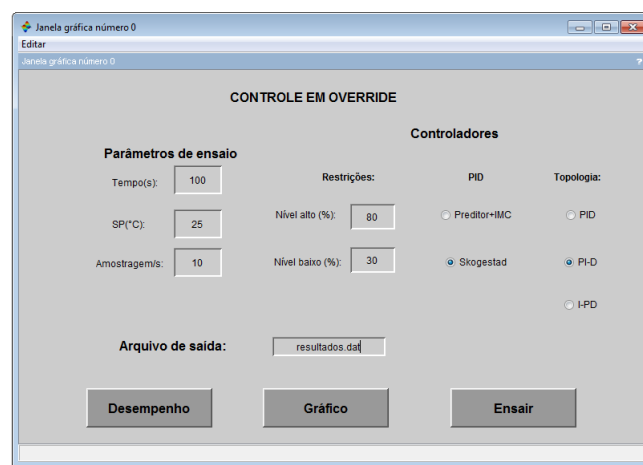 Janela gráfica número 0
Editar
Janela gráfica número 0
?
CONTROLE EM OVERRIDE
Controladores
Parâmetros de ensaio
Restrições:
PID
Topologia:
Tempo(s):
100
Nível alto (%):
80
Preditor+IMC
PID
SP(°C):
25
Amostragem/s:
10
Nível baixo (%):
30
Skogestad
PI-D
I-PD
Arquivo de saída:
resultados.dat
Desempenho
Gráfico
Ensair